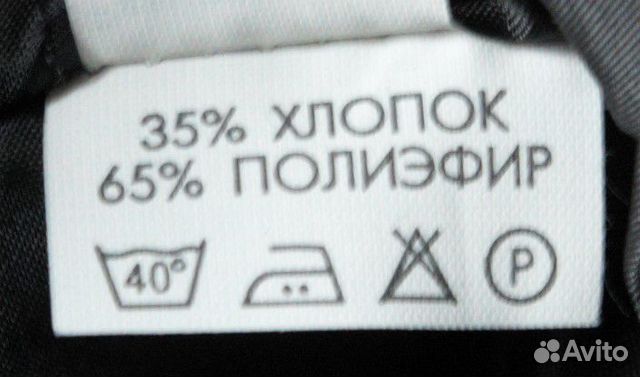 35% ХЛОПОК
65% ПОЛИЭФИР
40° P
Avito